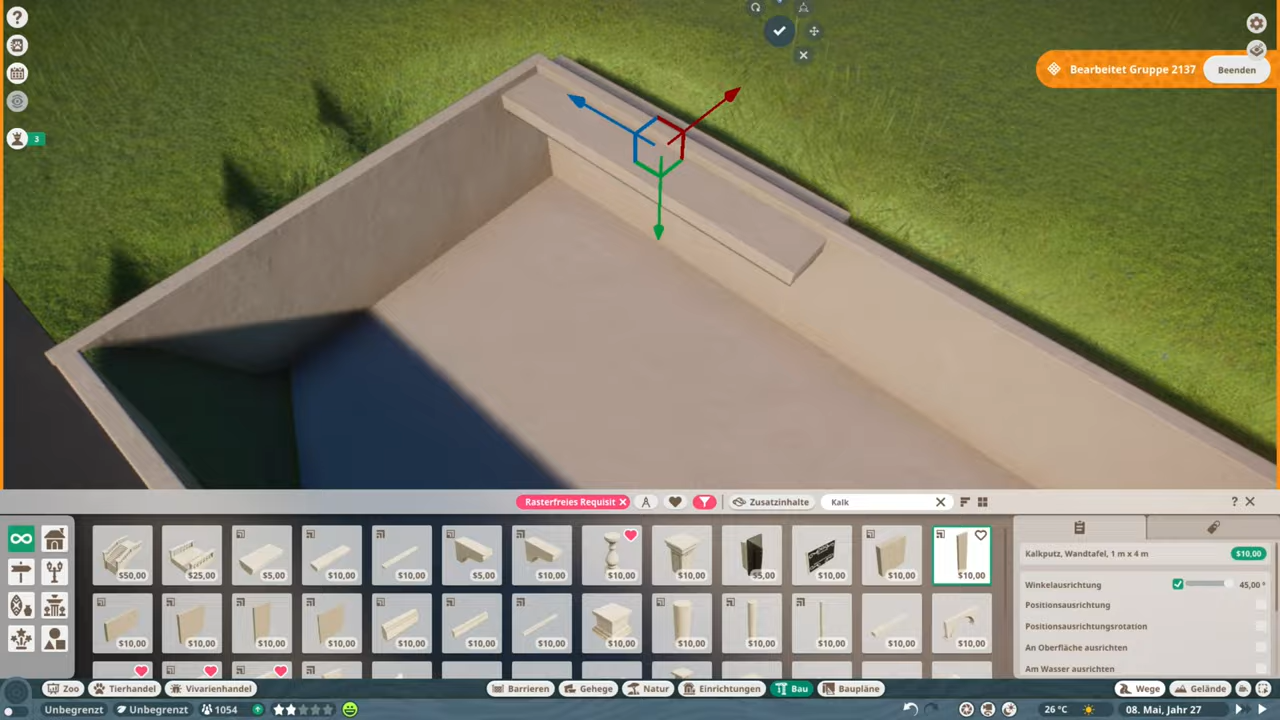 ?
Bearbeitet Gruppe 2137 Beenden
3
Rasterfreies Requisit Zusatzinhalte Kalk ?
$50,00 $25,00 $5,00 $10,00 $10,00 $5,00 $10,00 $10,00 $10,00 $5,00 $10,00 $10,00 $10,00
$10,00 $10,00 $10,00 $10,00 $10,00 $10,00 $10,00 $10,00 $10,00 $10,00 $10,00 $10,00 $10,00
Kalkputz, Wandtafel, 1 m x 4 m $10,00
Winkelausrichtung 45,00°
Positionsausrichtung
Positionsausrichtungsrotation
An Oberfläche ausrichten
Am Wasser ausrichten
Zoo Tierhandel Vivarienhandel Barrieren Gehege Natur Einrichtungen Bau Baupläne Wege Gelände
Unbegrenzt Unbegrenzt 1054 26 °C 08. Mai, Jahr 27